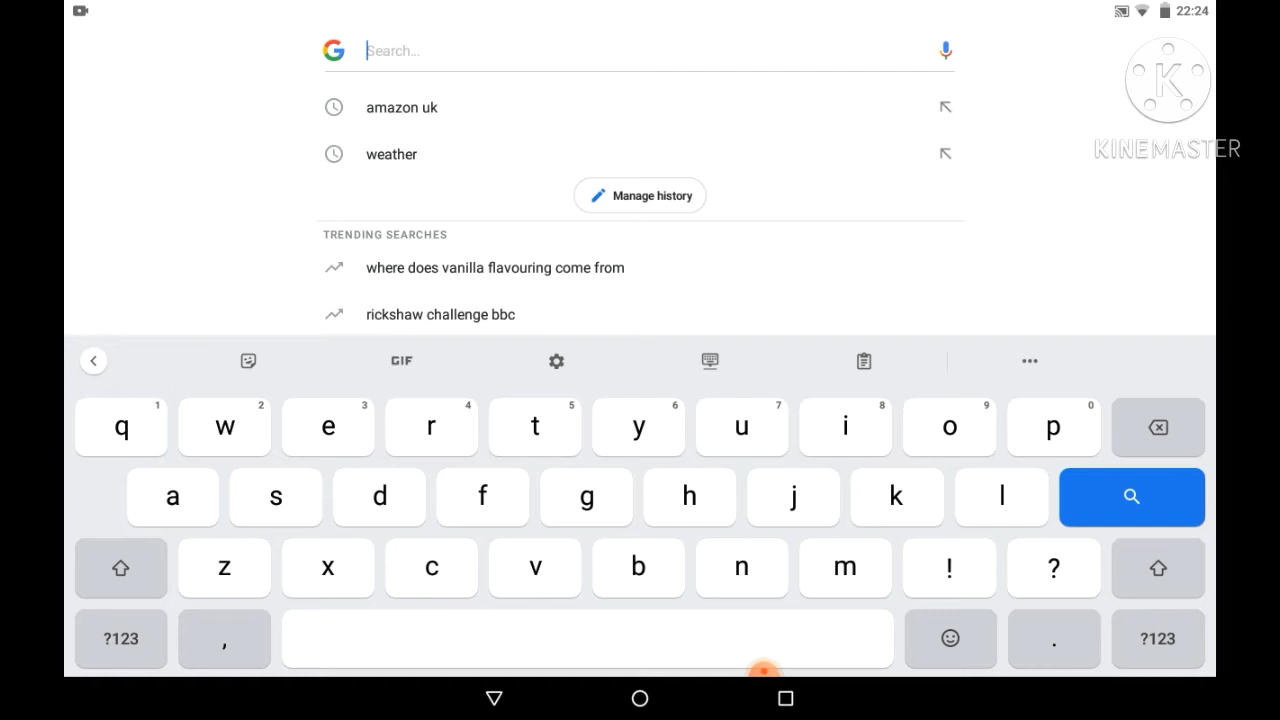 22:24
Search...
amazon uk
weather
Manage history
TRENDING SEARCHES
where does vanilla flavouring come from
rickshaw challenge bbc
K
KINEMASTER
GIF
q 1 w 2 e 3 r 4 t 5 y 6 u 7 i 8 o 9 p 0
a s d f g h j k l
z x c v b n m ! ?
?123 , . ?123